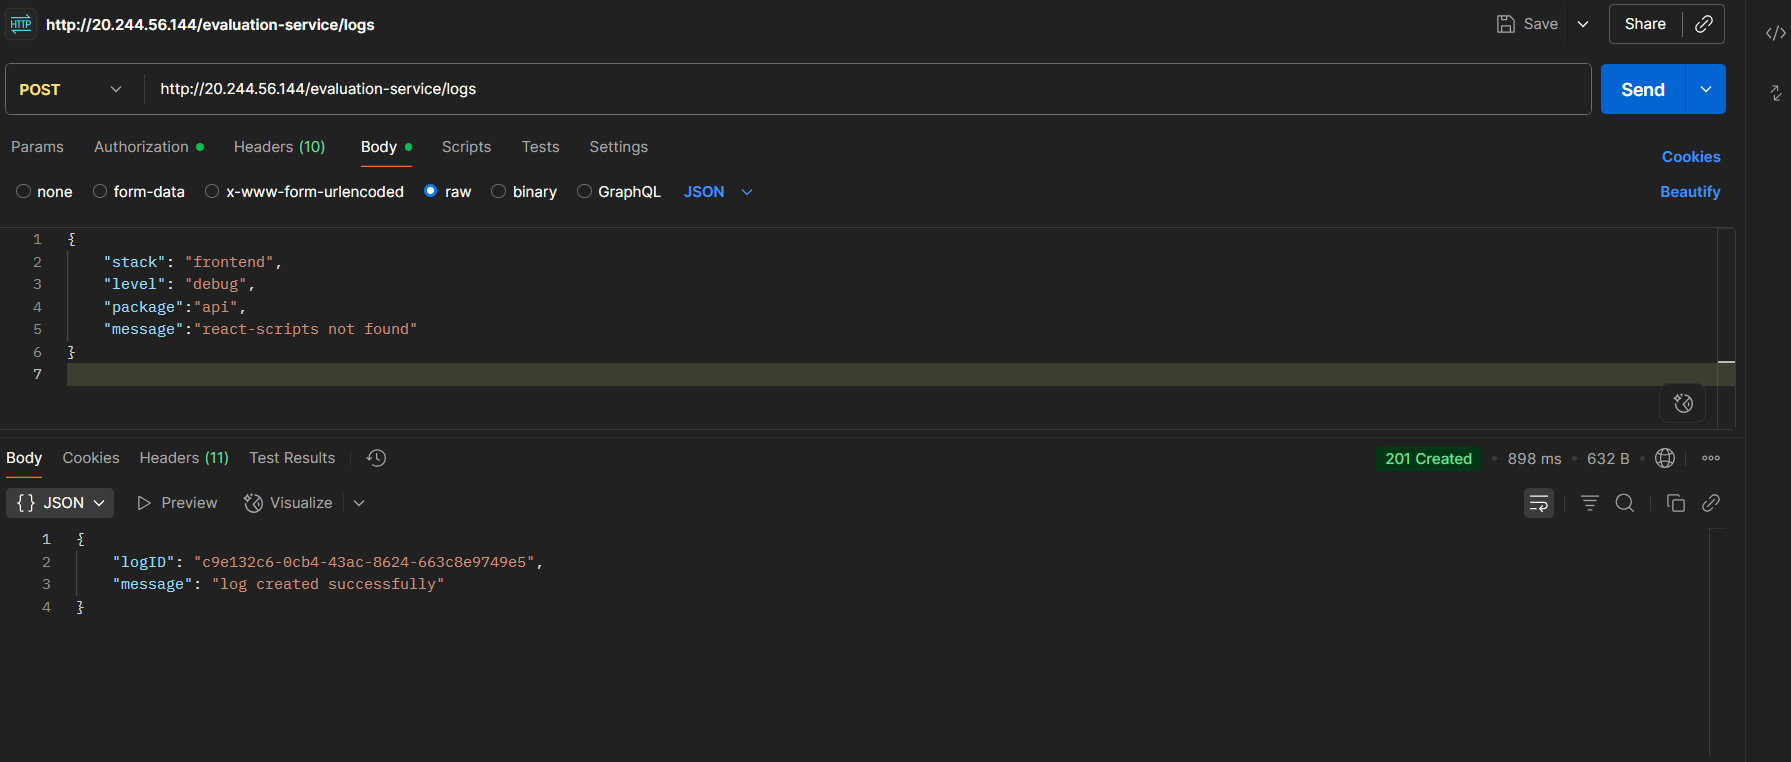 HTTP http://20.244.56.144/evaluation-service/logs Save Share
POST http://20.244.56.144/evaluation-service/logs Send
Params Authorization Headers (10) Body Scripts Tests Settings Cookies
none form-data x-www-form-urlencoded raw binary GraphQL JSON Beautify
1 {
2 "stack": "frontend",
3 "level": "debug",
4 "package":"api",
5 "message":"react-scripts not found"
6 }
7
Body Cookies Headers (11) Test Results 201 Created • 898 ms • 632 B •
{} JSON Preview Visualize
1 {
2 "logID": "c9e132c6-0cb4-43ac-8624-663c8e9749e5",
3 "message": "log created successfully"
4 }